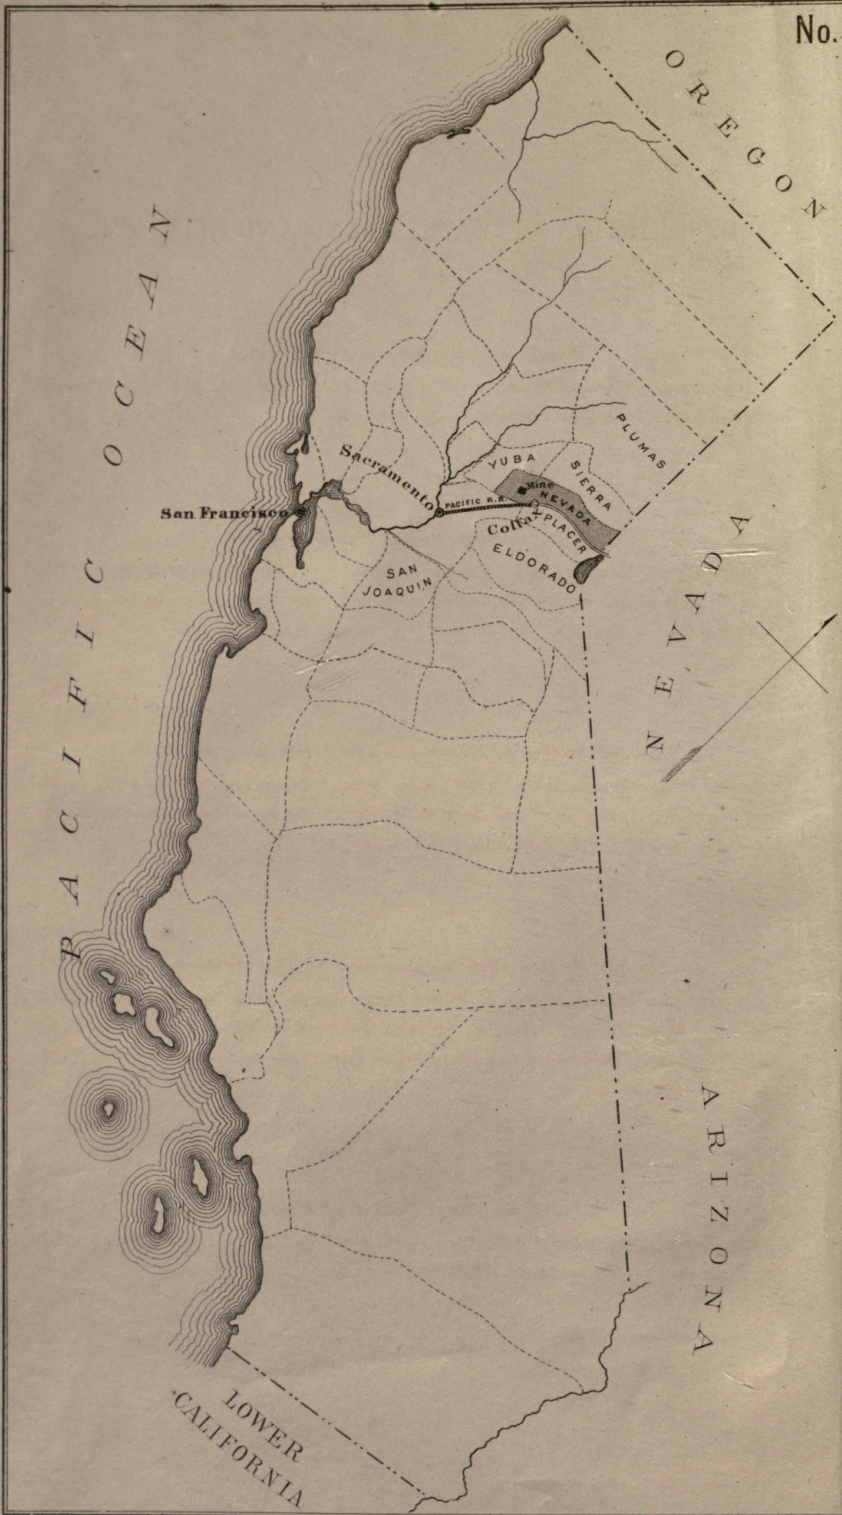 No.
OREGON
PACIFIC OCEAN
PLUMAS
YUBA
SIERRA
Sacramento
Mine
NEVADA
PACIFIC R.R.
San Francisco
Colfax
PLACER
ELDORADO
SAN
JOAQUIN
NEVADA
ARIZONA
LOWER
CALIFORNIA